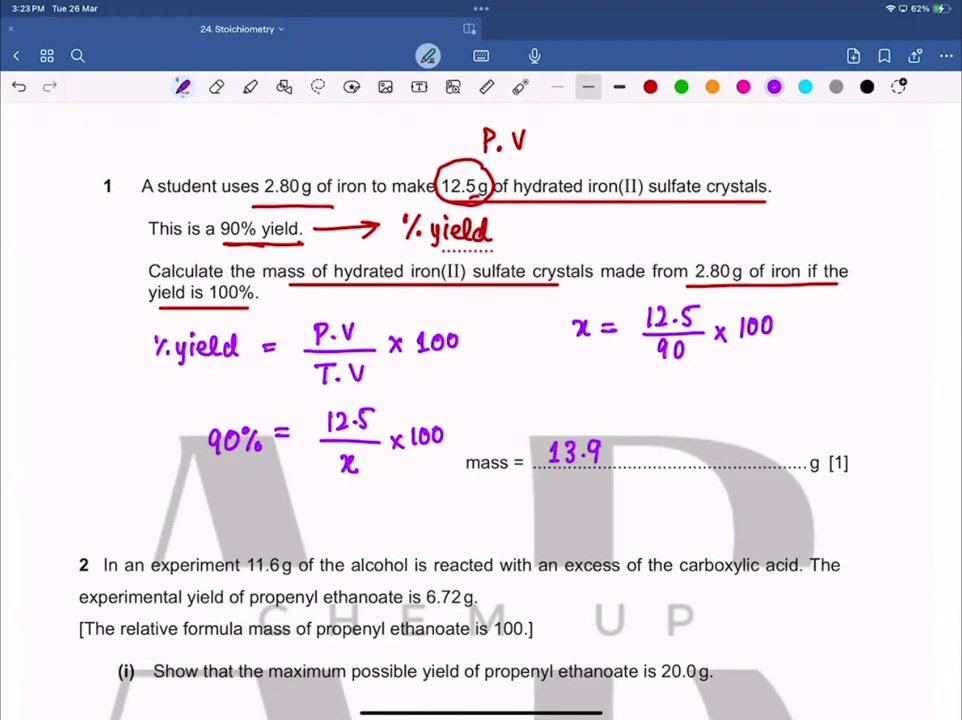 3:23 PM Tue 26 Mar
62%
24. Stoichiometry
P.V
1 A student uses 2.80 g of iron to make 12.5 g of hydrated iron(II) sulfate crystals.
This is a 90% yield. → % yield
Calculate the mass of hydrated iron(II) sulfate crystals made from 2.80 g of iron if the
yield is 100%.
% yield = P.V / T.V × 100
x = 12.5 / 90 × 100
90% = 12.5 / x × 100
mass = 13.9 g [1]
2 In an experiment 11.6 g of the alcohol is reacted with an excess of the carboxylic acid. The
experimental yield of propenyl ethanoate is 6.72 g.
CHEM UP
[The relative formula mass of propenyl ethanoate is 100.]
(i) Show that the maximum possible yield of propenyl ethanoate is 20.0 g.